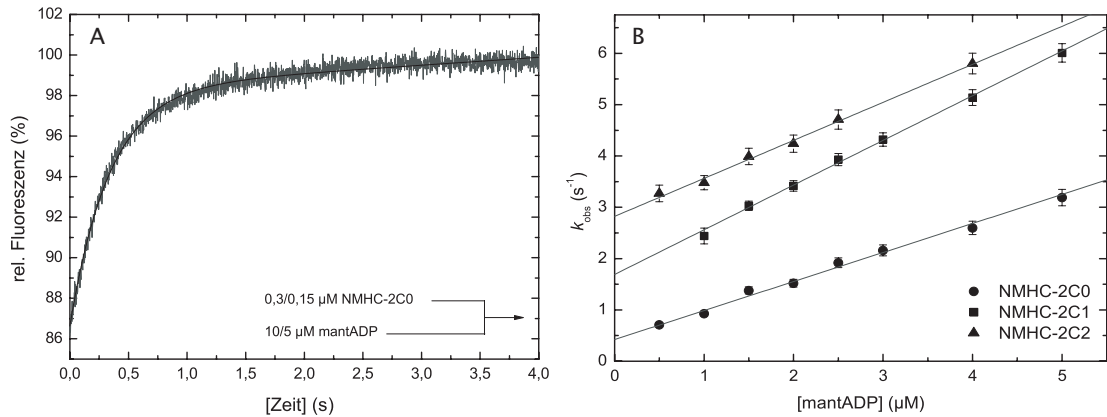 A
102
100
98
96
94
92
90
88
86
rel. Fluoreszenz (%)
0,3/0,15 µM NMHC-2C0
10/5 µM mantADP
0,0 0,5 1,0 1,5 2,0 2,5 3,0 3,5 4,0
[Zeit] (s)
B
6
5
4
3
2
1
0
kobs (s-1)
NMHC-2C0
NMHC-2C1
NMHC-2C2
0 1 2 3 4 5
[mantADP] (µM)